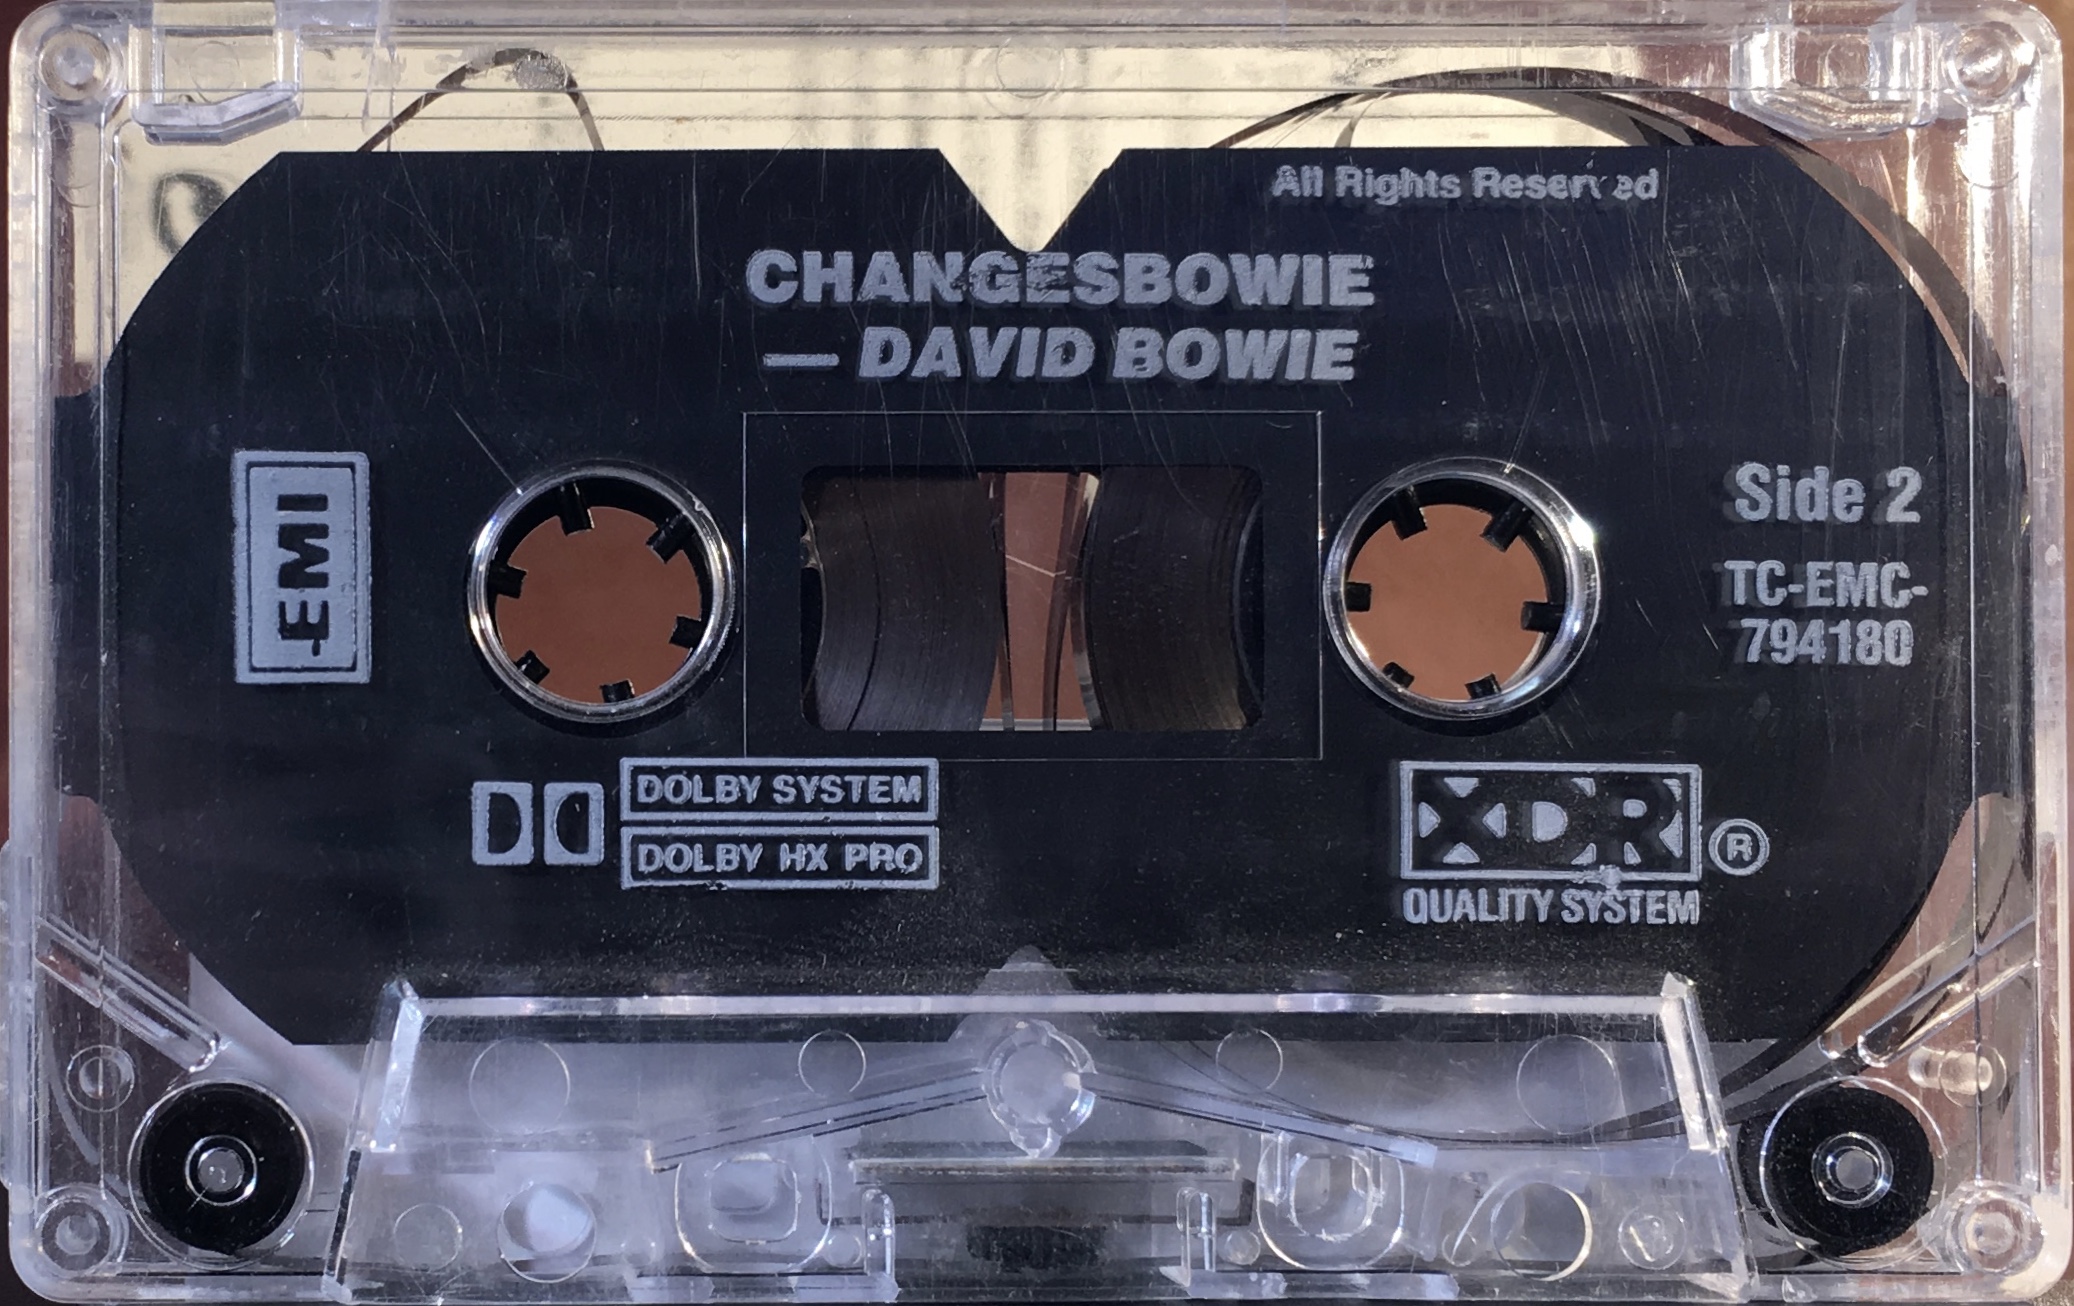 All Rights Reserved
CHANGESBOWIE
— DAVID BOWIE
EMI
Side 2
TC-EMC-
794180
DOLBY SYSTEM
DOLBY HX PRO
XDR ®
QUALITY SYSTEM